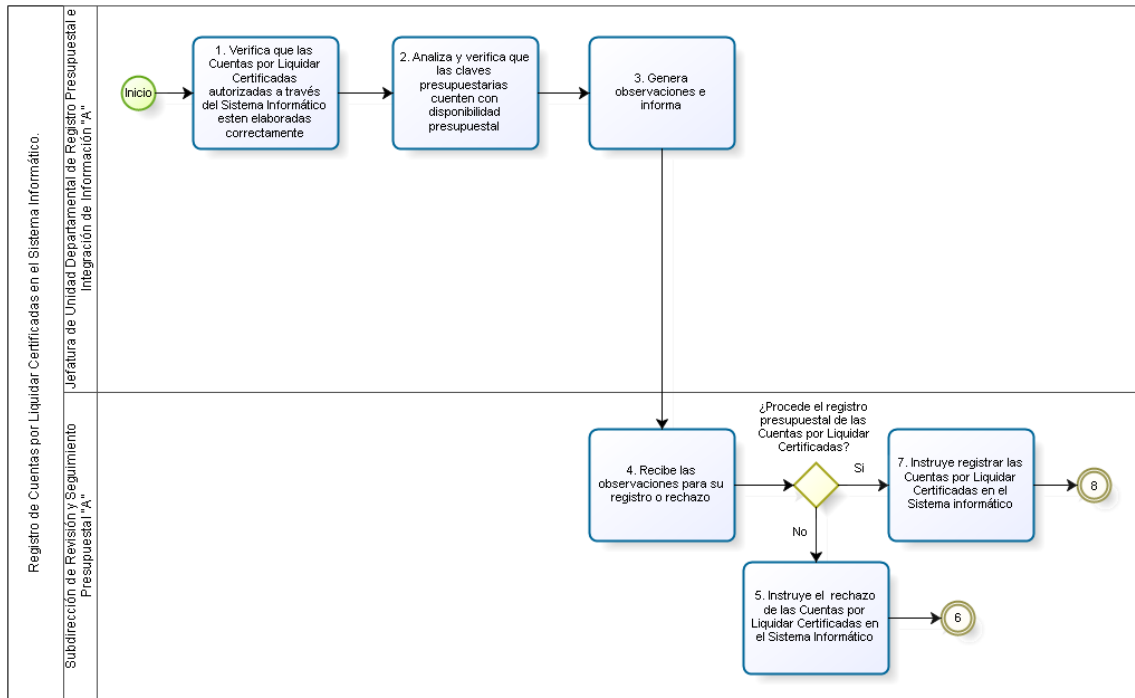 Registro de Cuentas por Liquidar Certificadas en el Sistema Informático.
Jefatura de Unidad Departamental de Registro Presupuestal e
Integración de Información "A"
Inicio
1. Verifica que las
Cuentas por Liquidar
Certificadas
autorizadas a través
del Sistema Informático
esten elaboradas
correctamente
2. Analiza y verifica que
las claves
presupuestarias
cuenten con
disponibilidad
presupuestal
3. Genera
observaciones e
informa
Subdirección de Revisión y Seguimiento
Presupuestal "A"
4. Recibe las
observaciones para su
registro o rechazo
¿Procede el registro
presupuestal de las
Cuentas por Liquidar
Certificadas?
Si
No
7. Instruye registrar las
Cuentas por Liquidar
Certificadas en el
Sistema informático
8
5. Instruye el rechazo
de las Cuentas por
Liquidar Certificadas en
el Sistema Informático
6